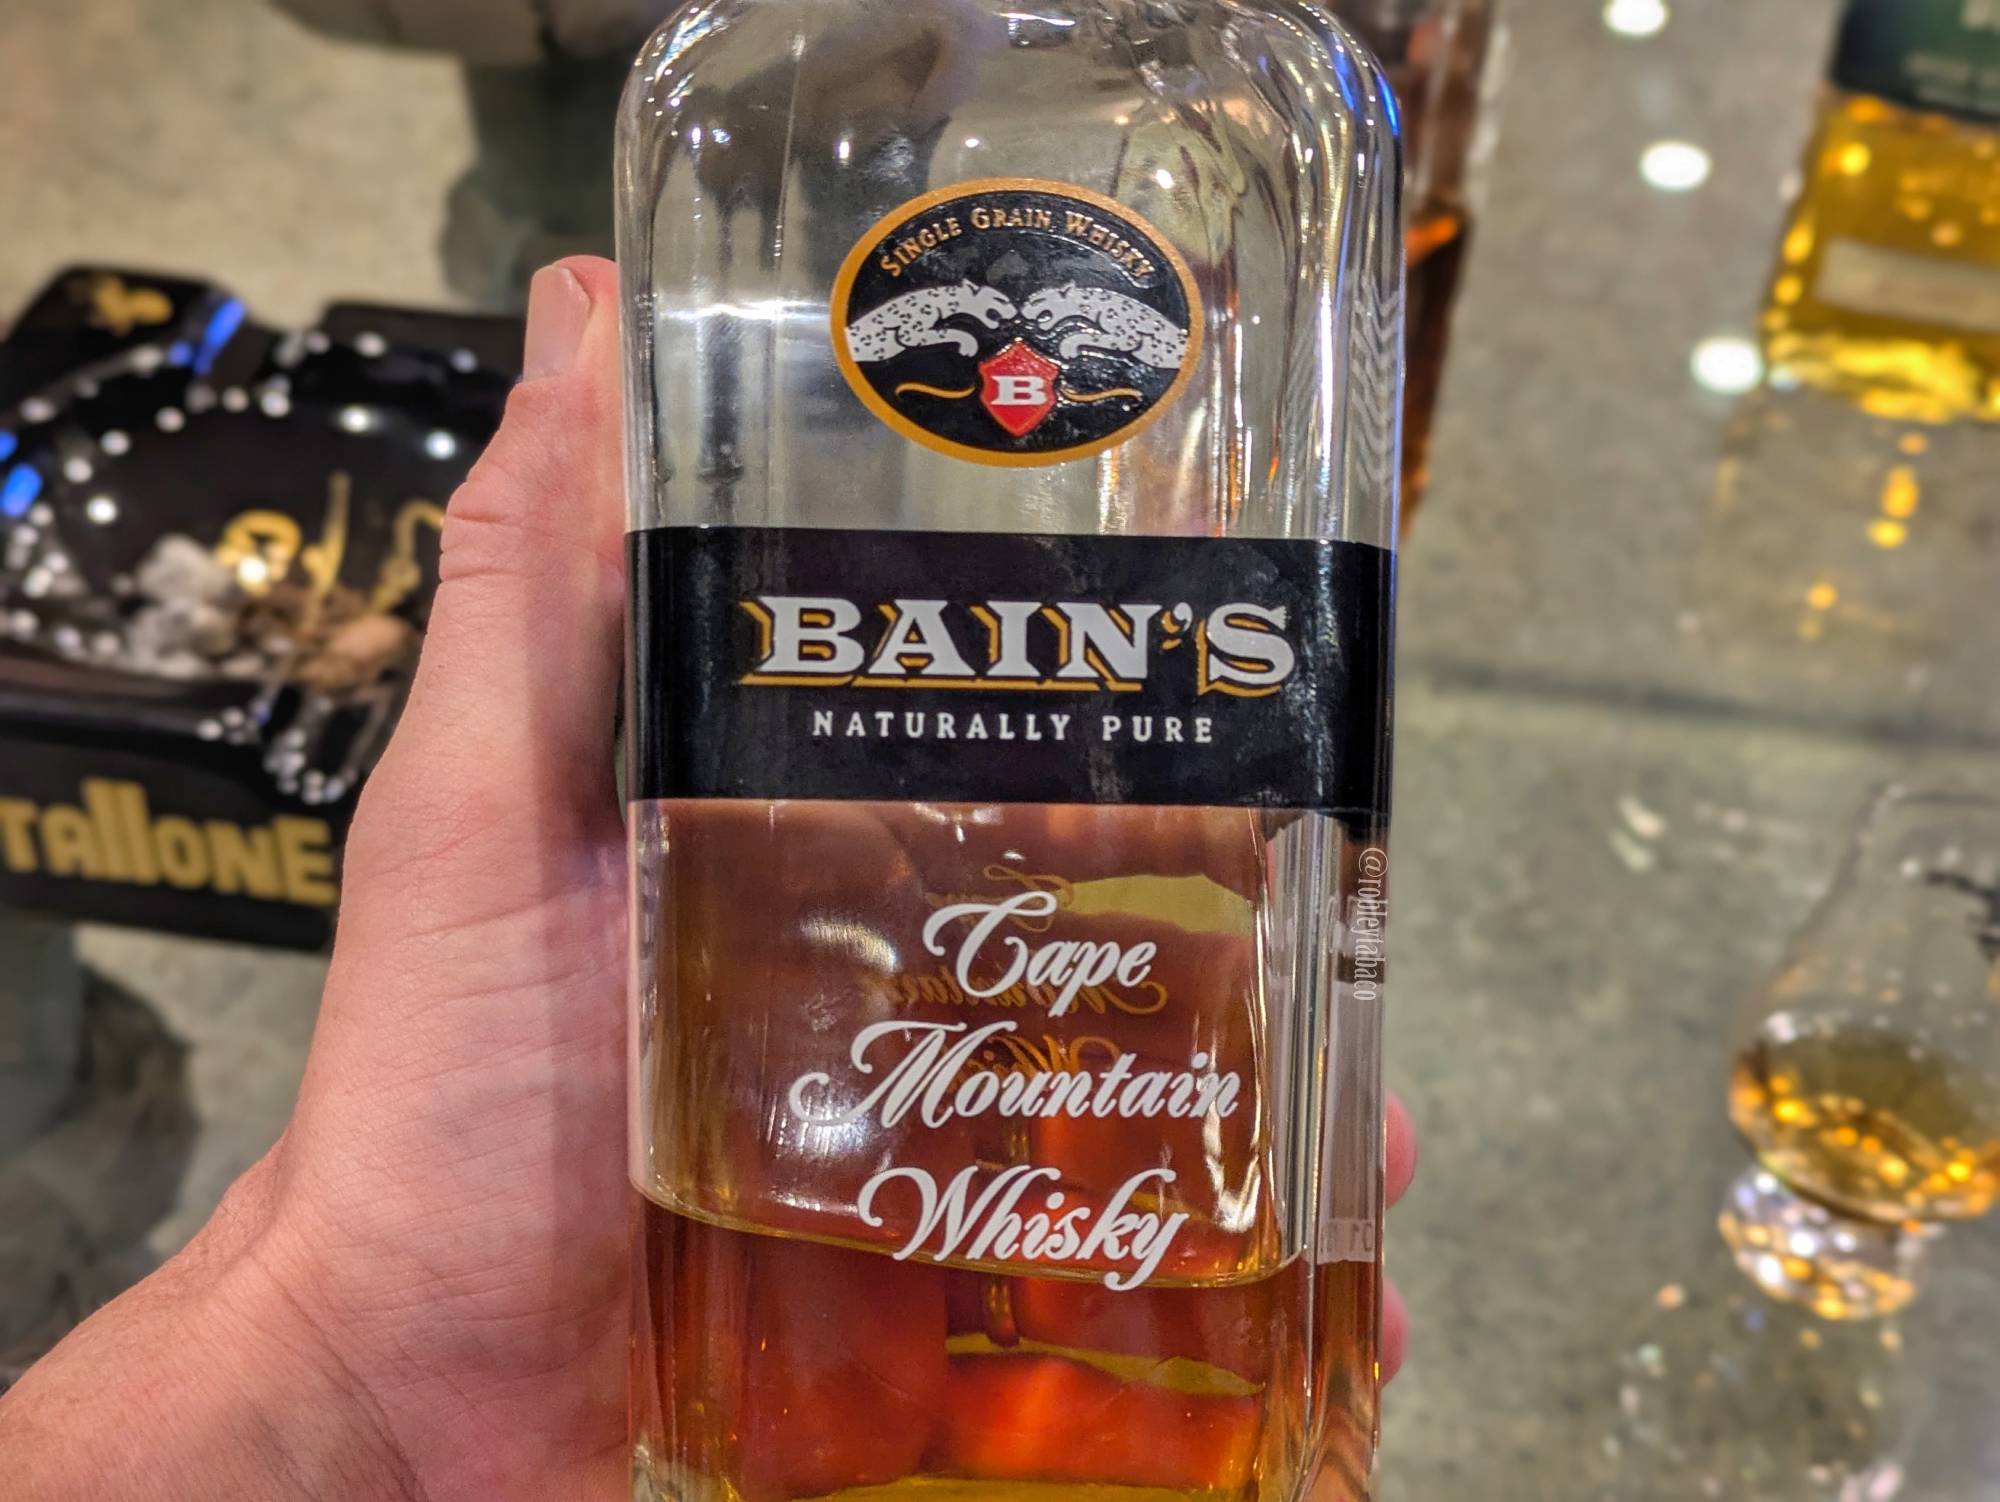 SINGLE GRAIN WHISKY
B
BAIN'S
NATURALLY PURE
Cape
Mountain
Whisky
TALLONE
@robleytabaco